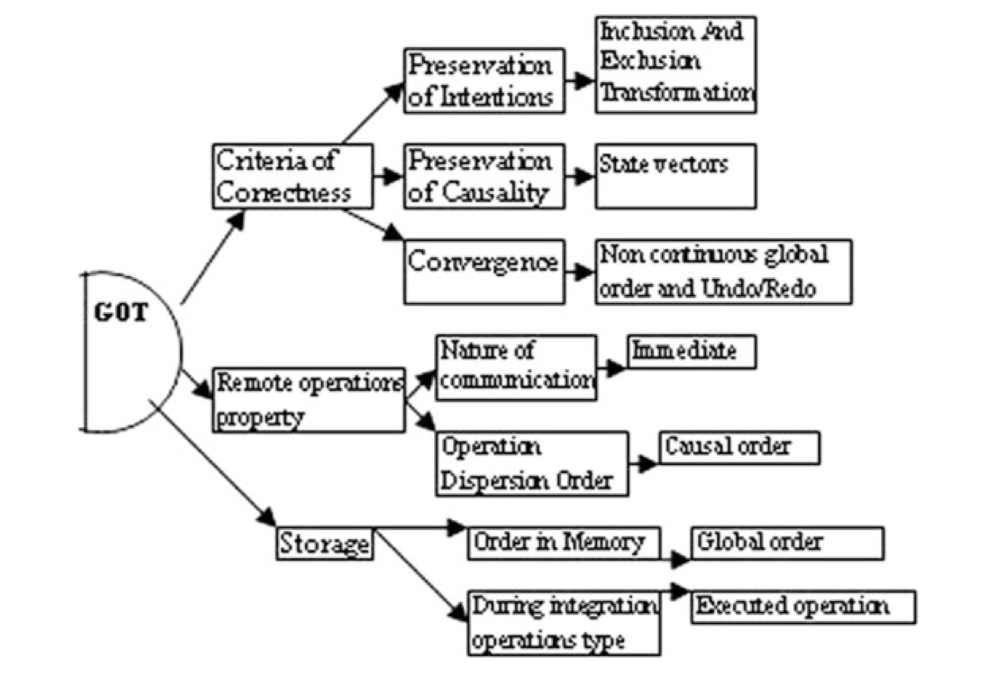 Inclusion And
Exclusion
Transformation
Preservation
of Intentions
Criteria of
Correctness
Preservation
of Causality
State vectors
Convergence
Non continuous global
order and Undo/Redo
GOT
Nature of
communication
Immediate
Remote operations
property
Operation
Dispersion Order
Causal order
Storage
Order in Memory
Global order
During integration
operations type
Executed operation